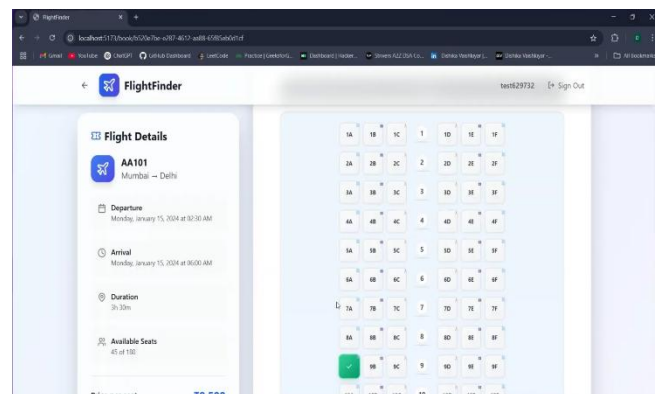 FlightFinder
localhost:5173/book/
Gmail YouTube ChatGPT GitHub Dashboard LeetCode
All Bookmarks
FlightFinder
test629732 Sign Out
Flight Details
AA101
Mumbai → Delhi
Departure
Monday, January 15, 2024 at 02:30 AM
Arrival
Monday, January 15, 2024 at 06:00 AM
Duration
3h 30m
Available Seats
45 of 180
1A 1B 1C 1 1D 1E 1F
2A 2B 2C 2 2D 2E 2F
3A 3B 3C 3 3D 3E 3F
4A 4B 4C 4 4D 4E 4F
5A 5B 5C 5 5D 5E 5F
6A 6B 6C 6 6D 6E 6F
7A 7B 7C 7 7D 7E 7F
8A 8B 8C 8 8D 8E 8F
9B 9C 9 9D 9E 9F